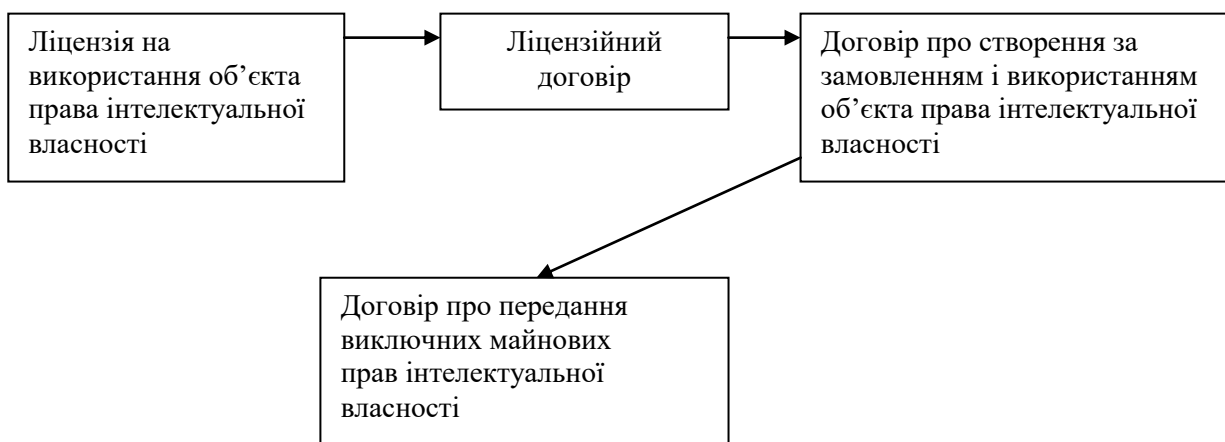 Ліцензія на
використання об’єкта
права інтелектуальної
власності
Ліцензійний
договір
Договір про створення за
замовленням і використанням
об’єкта права інтелектуальної
власності
Договір про передання
виключних майнових
прав інтелектуальної
власності